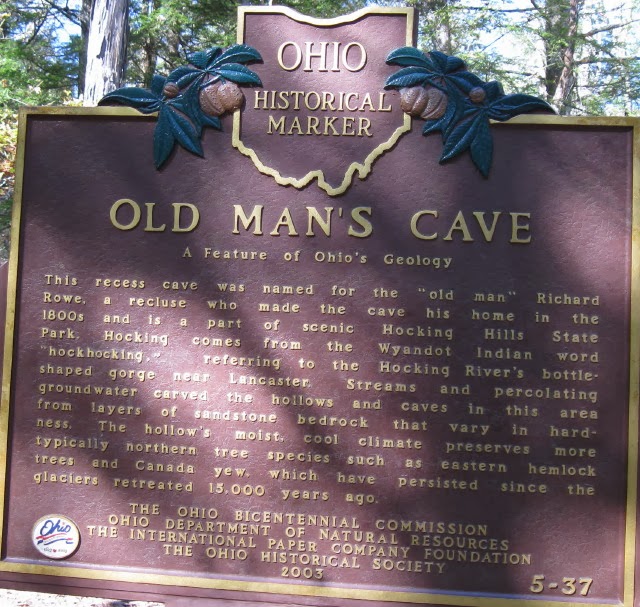 OHIO
HISTORICAL
MARKER
OLD MAN'S CAVE
A Feature of Ohio's Geology
This recess cave was named for the "old man" Richard
Rowe, a recluse who made the cave his home in the
1800s and is a part of scenic Hocking Hills State
Park. Hocking comes from the Wyandot Indian word
"hockhocking," referring to the Hocking River's bottle-
shaped gorge near Lancaster. Streams and percolating
groundwater carved the hollows and caves in this area
from layers of sandstone bedrock that vary in hard-
ness. The hollow's moist, cool climate preserves more
typically northern tree species such as eastern hemlock
trees and Canada yew, which have persisted since the
glaciers retreated 15,000 years ago.
THE OHIO BICENTENNIAL COMMISSION
OHIO DEPARTMENT OF NATURAL RESOURCES
THE INTERNATIONAL PAPER COMPANY FOUNDATION
THE OHIO HISTORICAL SOCIETY
2003
Ohio
5-37